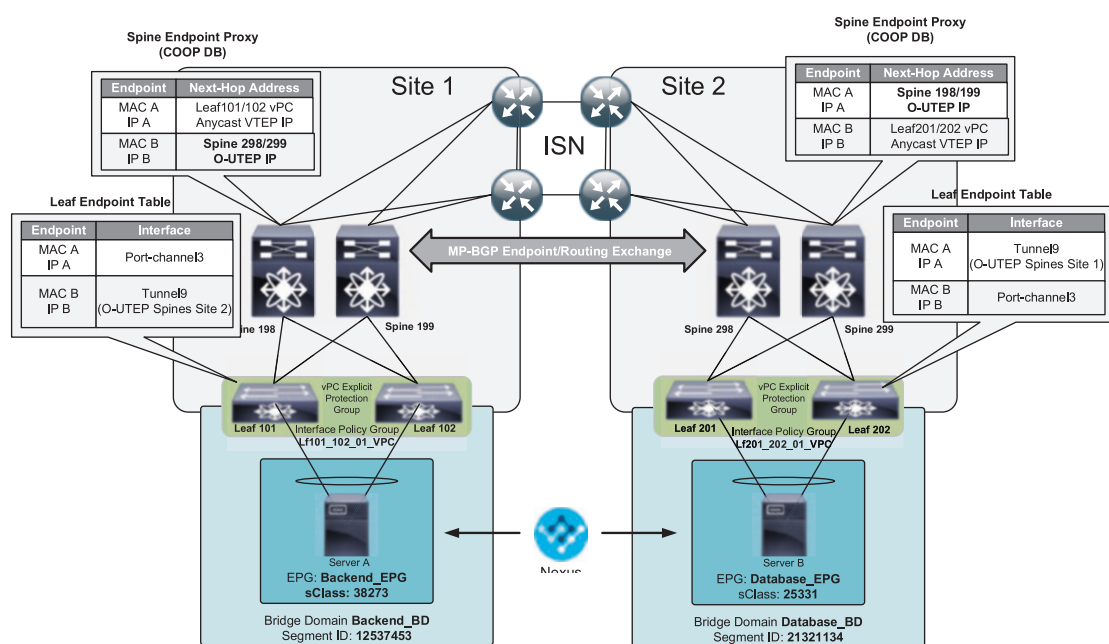 Spine Endpoint Proxy
(COOP DB)
Endpoint Next-Hop Address
MAC A
IP A
Leaf101/102 vPC
Anycast VTEP IP
MAC B
IP B
Spine 298/299
O-UTEP IP
Site 1
Site 2
ISN
Spine Endpoint Proxy
(COOP DB)
Endpoint Next-Hop Address
MAC A
IP A
Spine 198/199
O-UTEP IP
MAC B
IP B
Leaf201/202 vPC
Anycast VTEP IP
Leaf Endpoint Table
Endpoint Interface
MAC A
IP A
Port-channel3
MAC B
IP B
Tunnel9
(O-UTEP Spines Site 2)
Leaf Endpoint Table
Endpoint Interface
MAC A
IP A
Tunnel9
(O-UTEP Spines Site 1)
MAC B
IP B
Port-channel3
MP-BGP Endpoint/Routing Exchange
198
Spine 199
Spine 298
Spine 299
vPC Explicit
Protection
Group
Leaf 101
Leaf 102
Interface Policy Group
Lf101_102_01_VPC
vPC Explicit
Protection
Group
Leaf 201
Leaf 202
Interface Policy Group
Lf201_202_01_VPC
Server A
EPG: Backend_EPG
sClass: 38273
Bridge Domain Backend_BD
Segment ID: 12537453
Nexus
Server B
EPG: Database_EPG
sClass: 25331
Bridge Domain Database_BD
Segment ID: 21321134